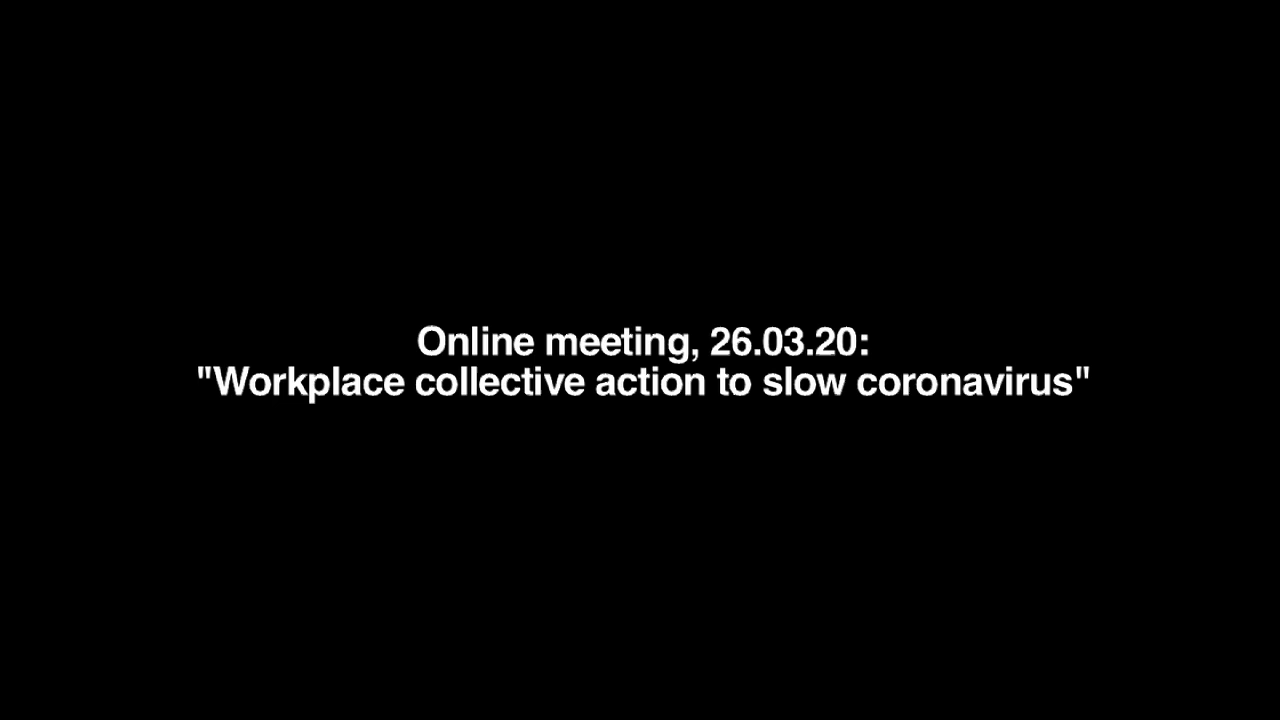 Online meeting, 26.03.20:
"Workplace collective action to slow coronavirus"